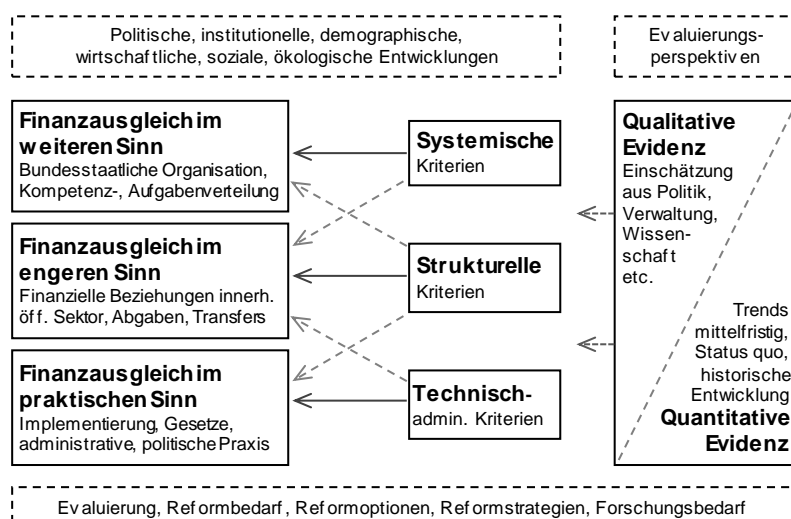 Politische, institutionelle, demographische,
wirtschaftliche, soziale, ökologische Entwicklungen
Evaluierungs-
perspektiven
Finanzausgleich im
weiteren Sinn
Bundesstaatliche Organisation,
Kompetenz-, Aufgabenverteilung
Finanzausgleich im
engeren Sinn
Finanzielle Beziehungen innerh.
öff. Sektor, Abgaben, Transfers
Finanzausgleich im
praktischen Sinn
Implementierung, Gesetze,
administrative, politische Praxis
Systemische
Kriterien
Strukturelle
Kriterien
Technisch-
admin. Kriterien
Qualitative
Evidenz
Einschätzung
aus Politik,
Verwaltung,
Wissen-
schaft
etc.
Trends
mittelfristig,
Status quo,
historische
Entwicklung
Quantitative
Evidenz
Evaluierung, Reformbedarf, Reformoptionen, Reformstrategien, Forschungsbedarf